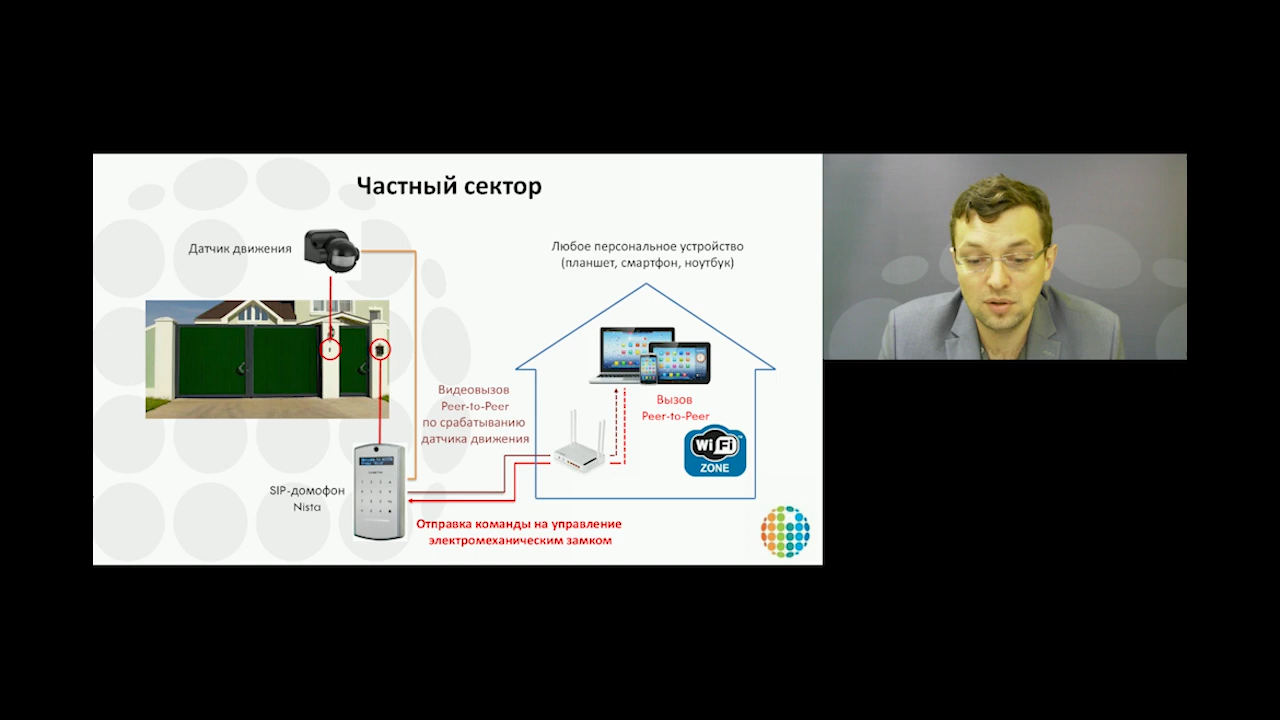 Частный сектор
Датчик движения
Любое персональное устройство
(планшет, смартфон, ноутбук)
Видеовызов
Peer-to-Peer
по срабатыванию
датчика движения
Вызов
Peer-to-Peer
Wi Fi
ZONE
SIP-домофон
Nista
Отправка команды на управление
электромеханическим замком